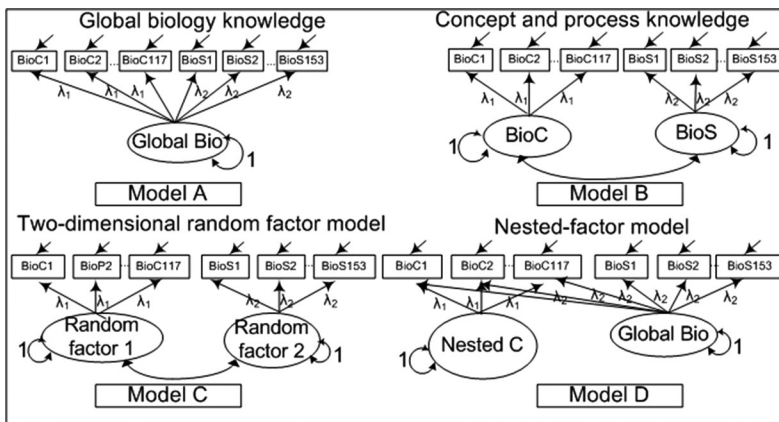 Global biology knowledge
BioC1 BioC2 ... BioC117 BioS1 BioS2 ... BioS153
λ1 λ1 λ1 λ2 λ2 λ2
Global Bio
1
Model A
Concept and process knowledge
BioC1 BioC2 ... BioC117 BioS1 BioS2 ... BioS153
λ1 λ1 λ1 λ2 λ2 λ2
1 BioC BioS 1
Model B
Two-dimensional random factor model
BioC1 BioP2 ... BioC117 BioS1 BioS2 ... BioS153
λ1 λ1 λ1 λ2 λ2 λ2
Random
factor 1
1
Random
factor 2
1
Model C
Nested-factor model
BioC1 BioC2 ... BioC117 BioS1 BioS2 BioS153
λ1 λ1 λ1 λ2 λ2 λ2 λ2 λ2
Nested C Global Bio
1 1
Model D